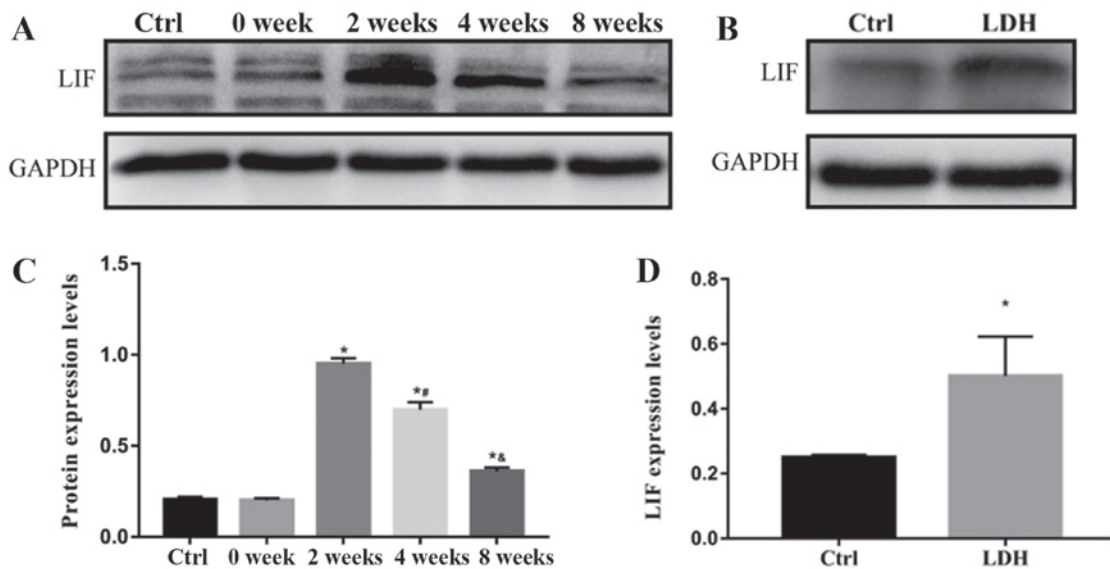 A
Ctrl 0 week 2 weeks 4 weeks 8 weeks
LIF
GAPDH
B
Ctrl LDH
LIF
GAPDH
C
Protein expression levels
1.5
1.0
0.5
0.0
*
*#
*&
Ctrl 0 week 2 weeks 4 weeks 8 weeks
D
LIF expression levels
0.8
0.6
0.4
0.2
0.0
*
Ctrl LDH